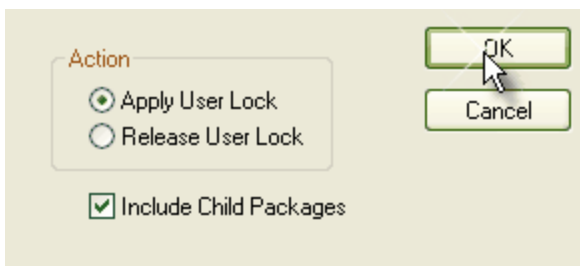 Action
OK
Apply User Lock
Cancel
Release User Lock
Include Child Packages